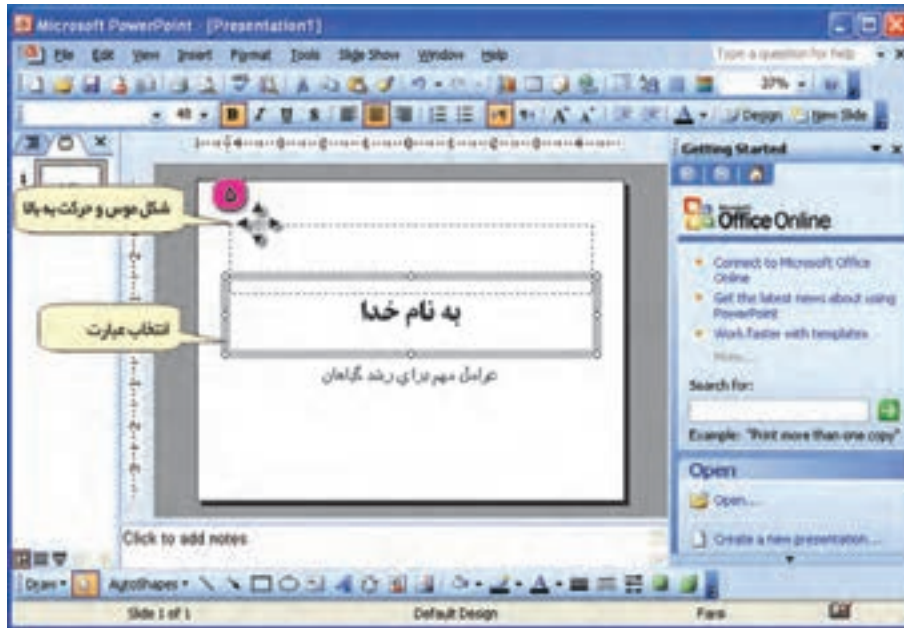 Microsoft PowerPoint - [Presentation1]
File Edit View Insert Format Tools Slide Show Window Help
Type a question for help
37%
48 B I U S Design New Slide
Getting Started
1
۵
شکل موس و حرکت به بالا
Microsoft
Office Online
Connect to Microsoft Office Online
Get the latest news about using PowerPoint
Work faster with templates
More...
به نام خدا
انتخاب عبارت
عوامل مهم برای رشد گیاهان
Search for:
Example: "Print more than one copy"
Open
Open...
Create a new presentation...
Click to add notes
Draw AutoShapes
Slide 1 of 1 Default Design Farsi